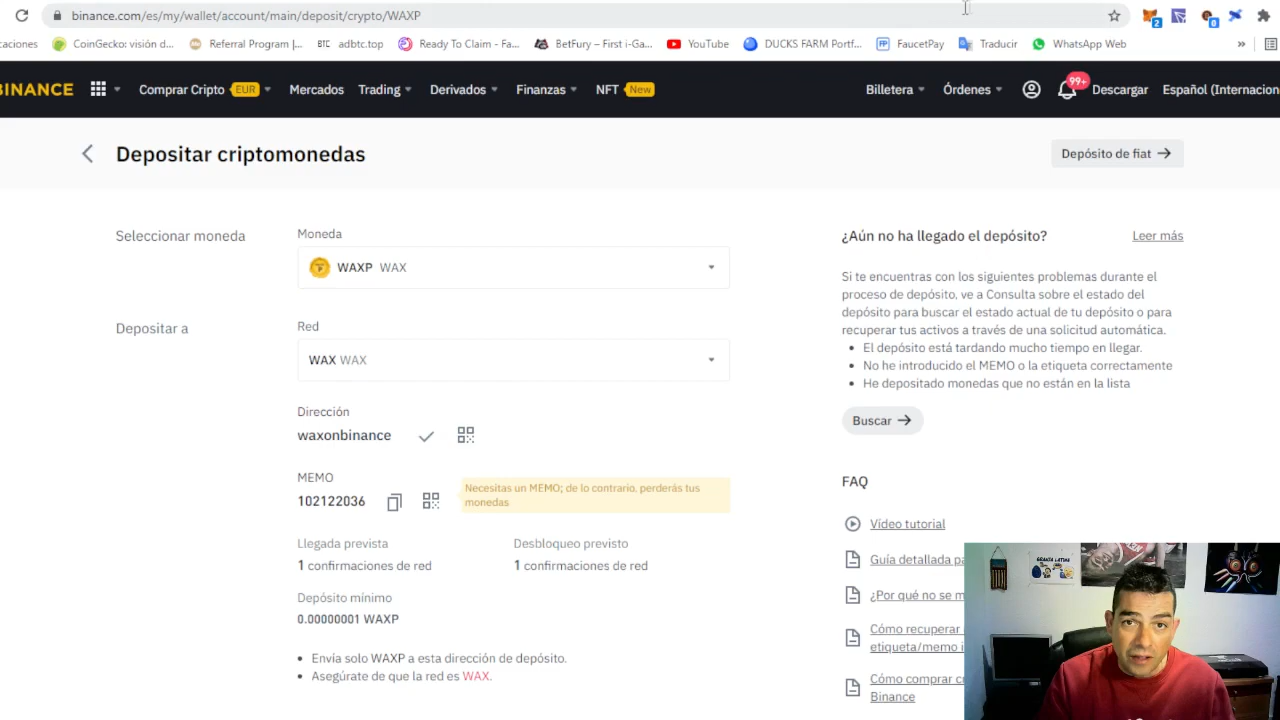 binance.com/es/my/wallet/account/main/deposit/crypto/WAXP
2
0
CoinGecko: visión d...
Referral Program |...
BTC adbtc.top
Ready To Claim - Fa...
BetFury – First i-Ga...
YouTube
DUCKS FARM Portf...
FP FaucetPay
Traducir
WhatsApp Web
»
BINANCE
Comprar Cripto EUR
Mercados
Trading
Derivados
Finanzas
NFT New
Billetera
Órdenes
99+
Descargar
Español (Internacion
Depositar criptomonedas
Depósito de fiat →
Seleccionar moneda
Moneda
WAXP WAX
Depositar a
Red
WAX WAX
Dirección
waxonbinance
MEMO
102122036
Necesitas un MEMO; de lo contrario, perderás tus
monedas
Llegada prevista
1 confirmaciones de red
Desbloqueo previsto
1 confirmaciones de red
Depósito mínimo
0.00000001 WAXP
• Envía solo WAXP a esta dirección de depósito.
• Asegúrate de que la red es WAX.
¿Aún no ha llegado el depósito?
Leer más
Si te encuentras con los siguientes problemas durante el
proceso de depósito, ve a Consulta sobre el estado del
depósito para buscar el estado actual de tu depósito o para
recuperar tus activos a través de una solicitud automática.
• El depósito está tardando mucho tiempo en llegar.
• No he introducido el MEMO o la etiqueta correctamente
• He depositado monedas que no están en la lista
Buscar →
FAQ
Vídeo tutorial
Guía detallada pa
¿Por qué no se m
Cómo recuperar
etiqueta/memo i
Cómo comprar c
Binance